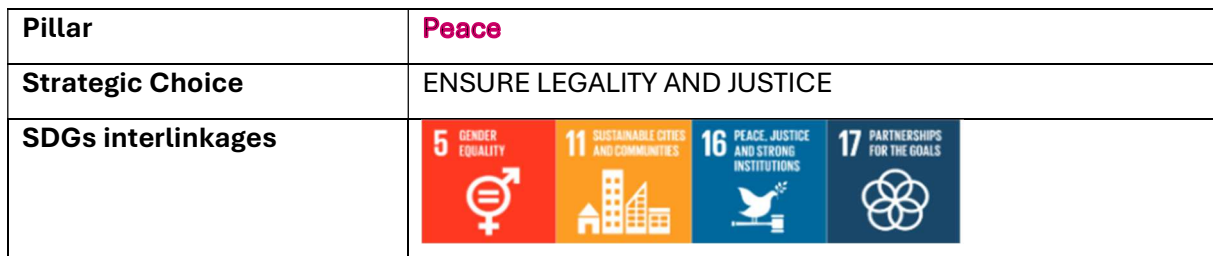 Pillar
Peace
Strategic Choice
ENSURE LEGALITY AND JUSTICE
SDGs interlinkages
5 GENDER
EQUALITY
11 SUSTAINABLE CITIES
AND COMMUNITIES
16 PEACE, JUSTICE
AND STRONG
INSTITUTIONS
17 PARTNERSHIPS
FOR THE GOALS